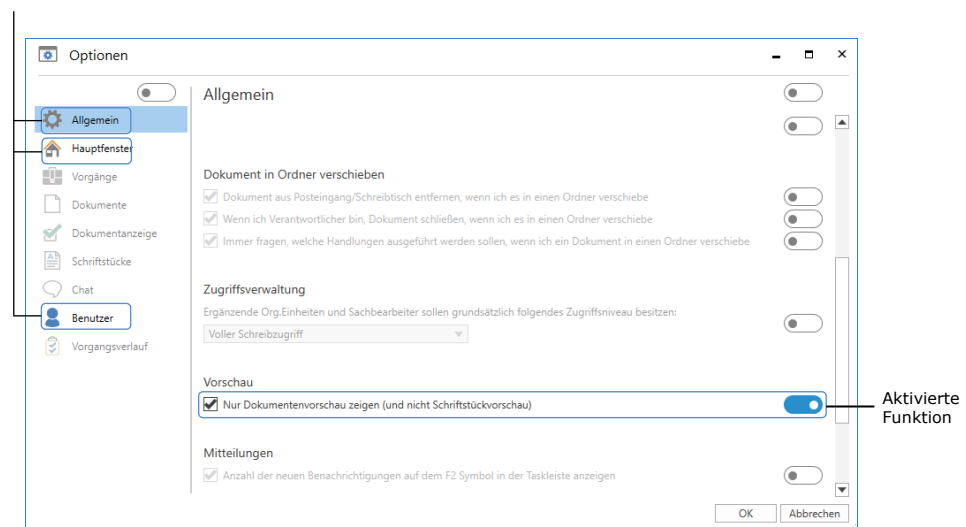 Optionen
Allgemein
Hauptfenster
Vorgänge
Dokumente
Dokumentanzeige
Schriftstücke
Chat
Benutzer
Vorgangsverlauf
Allgemein
Dokument in Ordner verschieben
Dokument aus Posteingang/Schreibtisch entfernen, wenn ich es in einen Ordner verschiebe
Wenn ich Verantwortlicher bin, Dokument schließen, wenn ich es in einen Ordner verschiebe
Immer fragen, welche Handlungen ausgeführt werden sollen, wenn ich ein Dokument in einen Ordner verschiebe
Zugriffsverwaltung
Ergänzende Org.Einheiten und Sachbearbeiter sollen grundsätzlich folgendes Zugriffsniveau besitzen:
Voller Schreibzugriff
Vorschau
Nur Dokumentenvorschau zeigen (und nicht Schriftstückvorschau)
Mitteilungen
Anzahl der neuen Benachrichtigungen auf dem F2 Symbol in der Taskleiste anzeigen
OK
Abbrechen
Aktivierte
Funktion